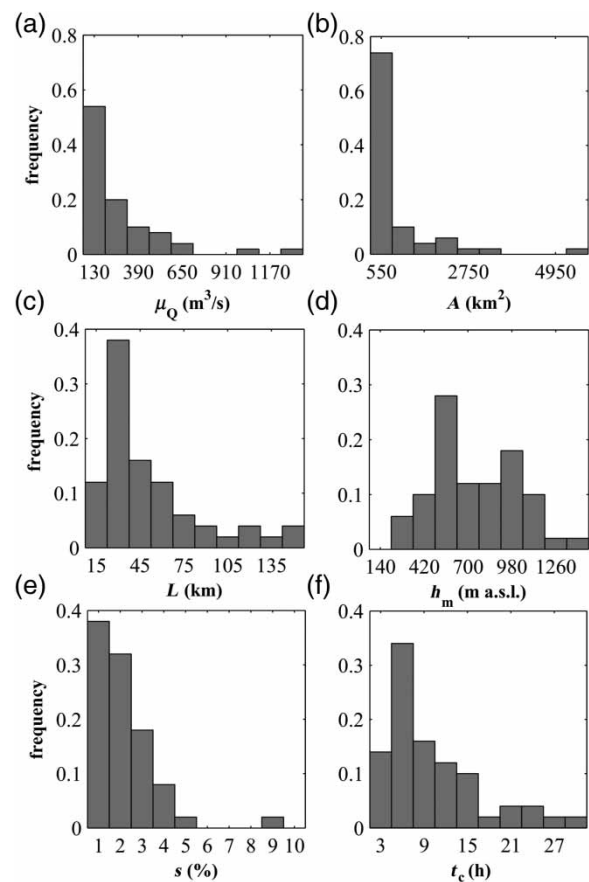 (a)
(b)
0.8
0.6
0.4
0.2
0
frequency
130 390 650 910 1170
μQ (m³/s)
0.8
0.6
0.4
0.2
0
550 2750 4950
A (km²)
(c)
(d)
0.4
0.3
0.2
0.1
0
frequency
15 45 75 105 135
L (km)
0.4
0.3
0.2
0.1
0
140 420 700 980 1260
hm (m a.s.l.)
(e)
(f)
0.4
0.3
0.2
0.1
0
frequency
1 2 3 4 5 6 7 8 9 10
s (%)
0.4
0.3
0.2
0.1
0
3 9 15 21 27
tc (h)